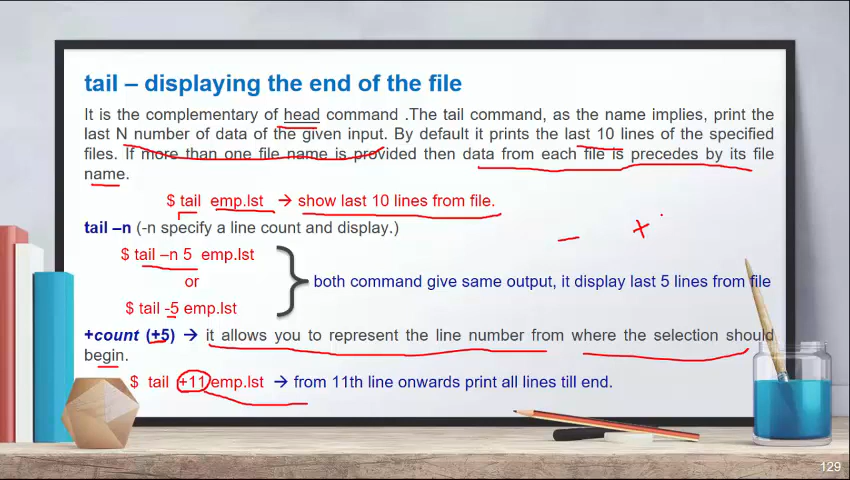 tail – displaying the end of the file
It is the complementary of head command .The tail command, as the name implies, print the
last N number of data of the given input. By default it prints the last 10 lines of the specified
files. If more than one file name is provided then data from each file is precedes by its file
name.
$ tail emp.lst → show last 10 lines from file.
tail –n (-n specify a line count and display.)
– +
$ tail –n 5 emp.lst
or
both command give same output, it display last 5 lines from file
$ tail -5 emp.lst
+count (+5) → it allows you to represent the line number from where the selection should
begin.
$ tail +11 emp.lst → from 11th line onwards print all lines till end.
129